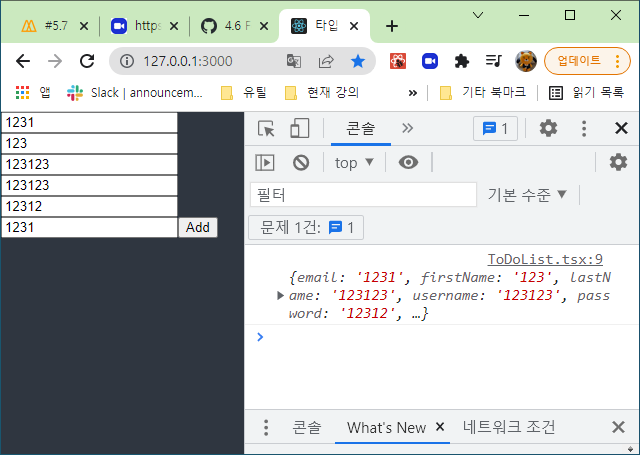 #5.7
https
4.6 F
타입
127.0.0.1:3000
업데이트
앱
Slack | announcem...
유틸
현재 강의
»
기타 북마크
읽기 목록
1231
123
123123
123123
12312
1231
Add
콘솔
»
1
top
필터
기본 수준
문제 1건:
1
ToDoList.tsx:9
{email: '1231', firstName: '123', lastN
ame: '123123', username: '123123', pass
word: '12312', …}
콘솔
What's New
네트워크 조건